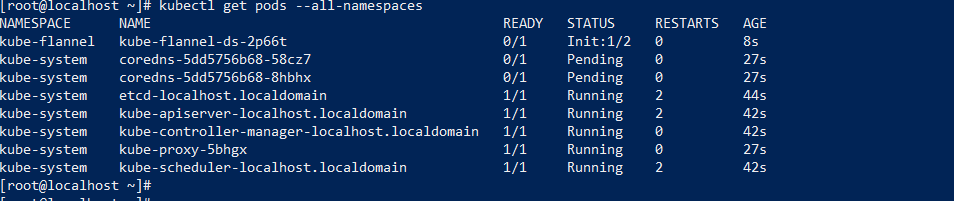 [root@localhost ~]# kubectl get pods --all-namespaces
NAMESPACE NAME READY STATUS RESTARTS AGE
kube-flannel kube-flannel-ds-2p66t 0/1 Init:1/2 0 8s
kube-system coredns-5dd5756b68-58cz7 0/1 Pending 0 27s
kube-system coredns-5dd5756b68-8hbhx 0/1 Pending 0 27s
kube-system etcd-localhost.localdomain 1/1 Running 2 44s
kube-system kube-apiserver-localhost.localdomain 1/1 Running 2 42s
kube-system kube-controller-manager-localhost.localdomain 1/1 Running 0 42s
kube-system kube-proxy-5bhgx 1/1 Running 0 27s
kube-system kube-scheduler-localhost.localdomain 1/1 Running 2 42s
[root@localhost ~]#